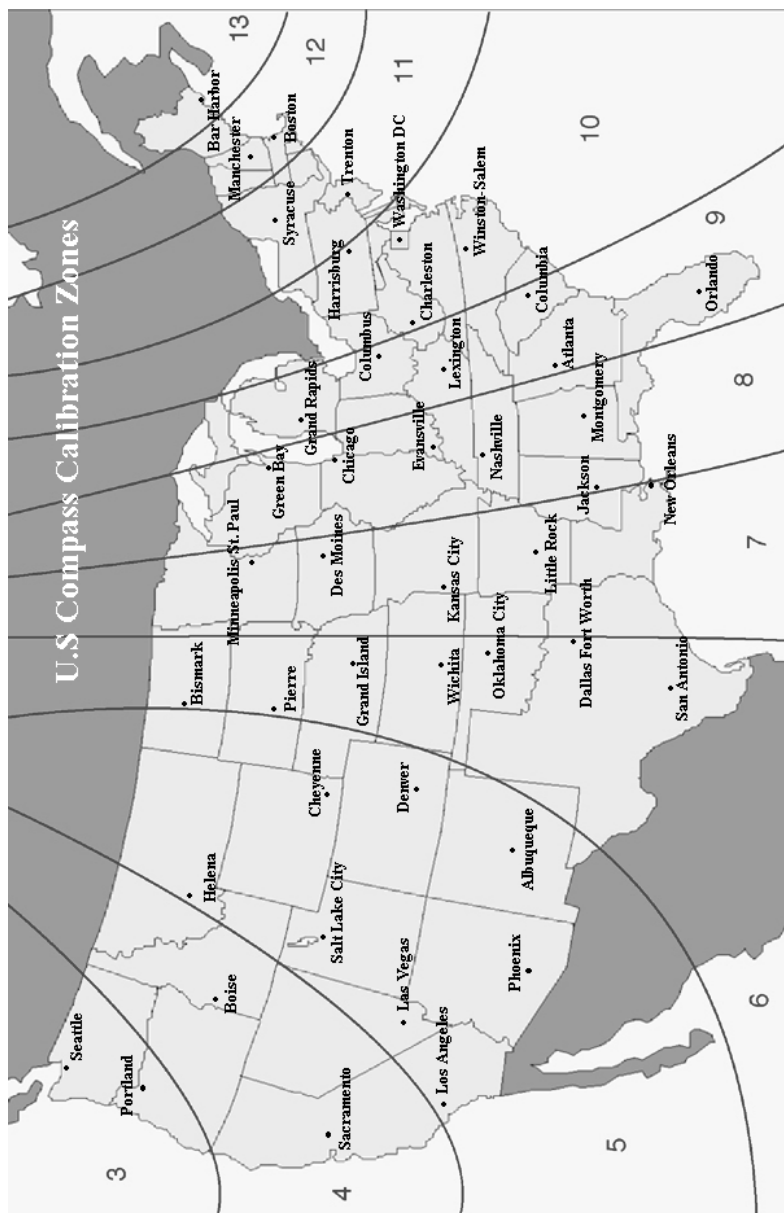 U.S Compass Calibration Zones
3
4
5
6
7
8
9
10
11
12
13
Seattle
Portland
Helena
Boise
Bismark
Pierre
Minneapolis St. Paul
Green Bay
Grand Rapids
Syracuse
Manchester
Bar Harbor
Boston
Sacramento
Salt Lake City
Cheyenne
Grand Island
Des Moines
Chicago
Columbus
Harrisburg
Trenton
Los Angeles
Las Vegas
Denver
Wichita
Kansas City
Evansville
Lexington
Charleston
Washington DC
Phoenix
Albuqueque
Oklahoma City
Little Rock
Nashville
Winston-Salem
Dallas Fort Worth
Jackson
Montgomery
Atlanta
Columbia
San Antonio
New Orleans
Orlando